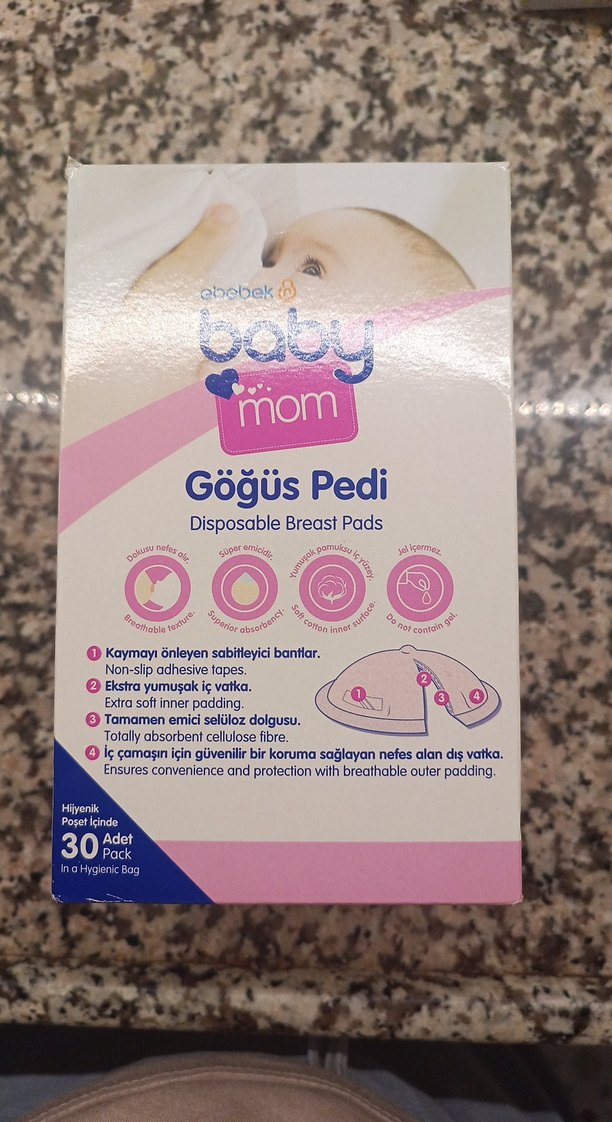 ebebek
baby
mom
Göğüs Pedi
Disposable Breast Pads
Dokusu nefes alır.
Breathable texture.
Süper emicidir.
Superior absorbency.
Yumuşak pamuksu iç yüzey.
Soft cotton inner surface.
Jel içermez.
Do not contain gel.
1 Kaymayı önleyen sabitleyici bantlar.
Non-slip adhesive tapes.
2 Ekstra yumuşak iç vatka.
Extra soft inner padding.
3 Tamamen emici selüloz dolgusu.
Totally absorbent cellulose fibre.
4 İç çamaşırı için güvenilir bir koruma sağlayan nefes alan dış vatka.
Ensures convenience and protection with breathable outer padding.
1
2
3
4
Hijyenik
Poşet İçinde
30 Adet
Pack
In a Hygienic Bag